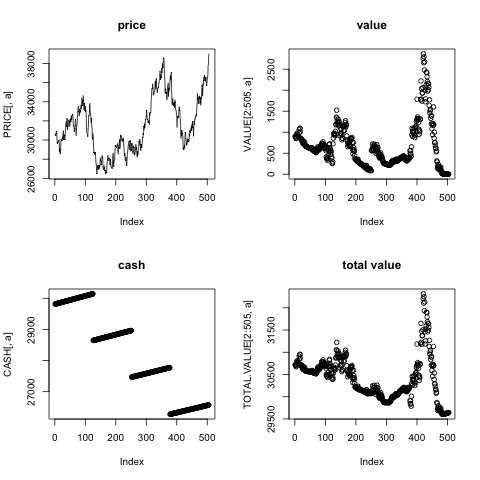 price
PRICE[, a]
26000 30000 34000 38000
0 100 200 300 400 500
Index
value
VALUE[2:505, a]
0 500 1500 2500
0 100 200 300 400 500
Index
cash
CASH[, a]
27000 29000
0 100 200 300 400 500
Index
total value
TOTAL.VALUE[2:505, a]
29500 30500 31500
0 100 200 300 400 500
Index